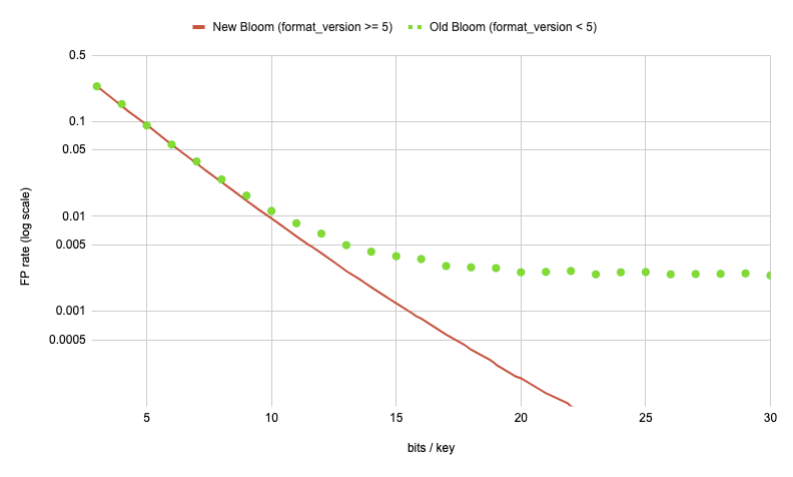 New Bloom (format_version >= 5) Old Bloom (format_version < 5)
FP rate (log scale)
0.5
0.1
0.05
0.01
0.005
0.001
0.0005
5 10 15 20 25 30
bits / key